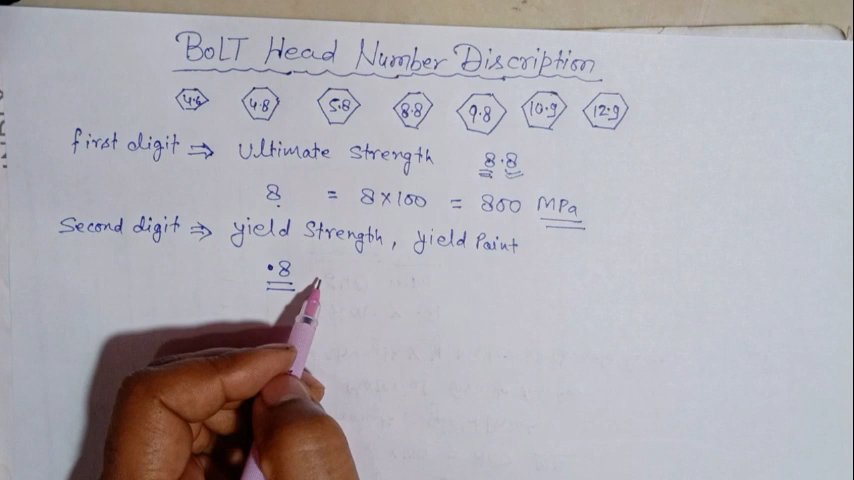 BOLT Head Number Discription
4.6 4.8 5.8 8.8 9.8 10.9 12.9
first digit ⇒ Ultimate Strength 8.8
8 = 8×100 = 800 MPa
Second digit ⇒ yield Strength, yield Paint
.8